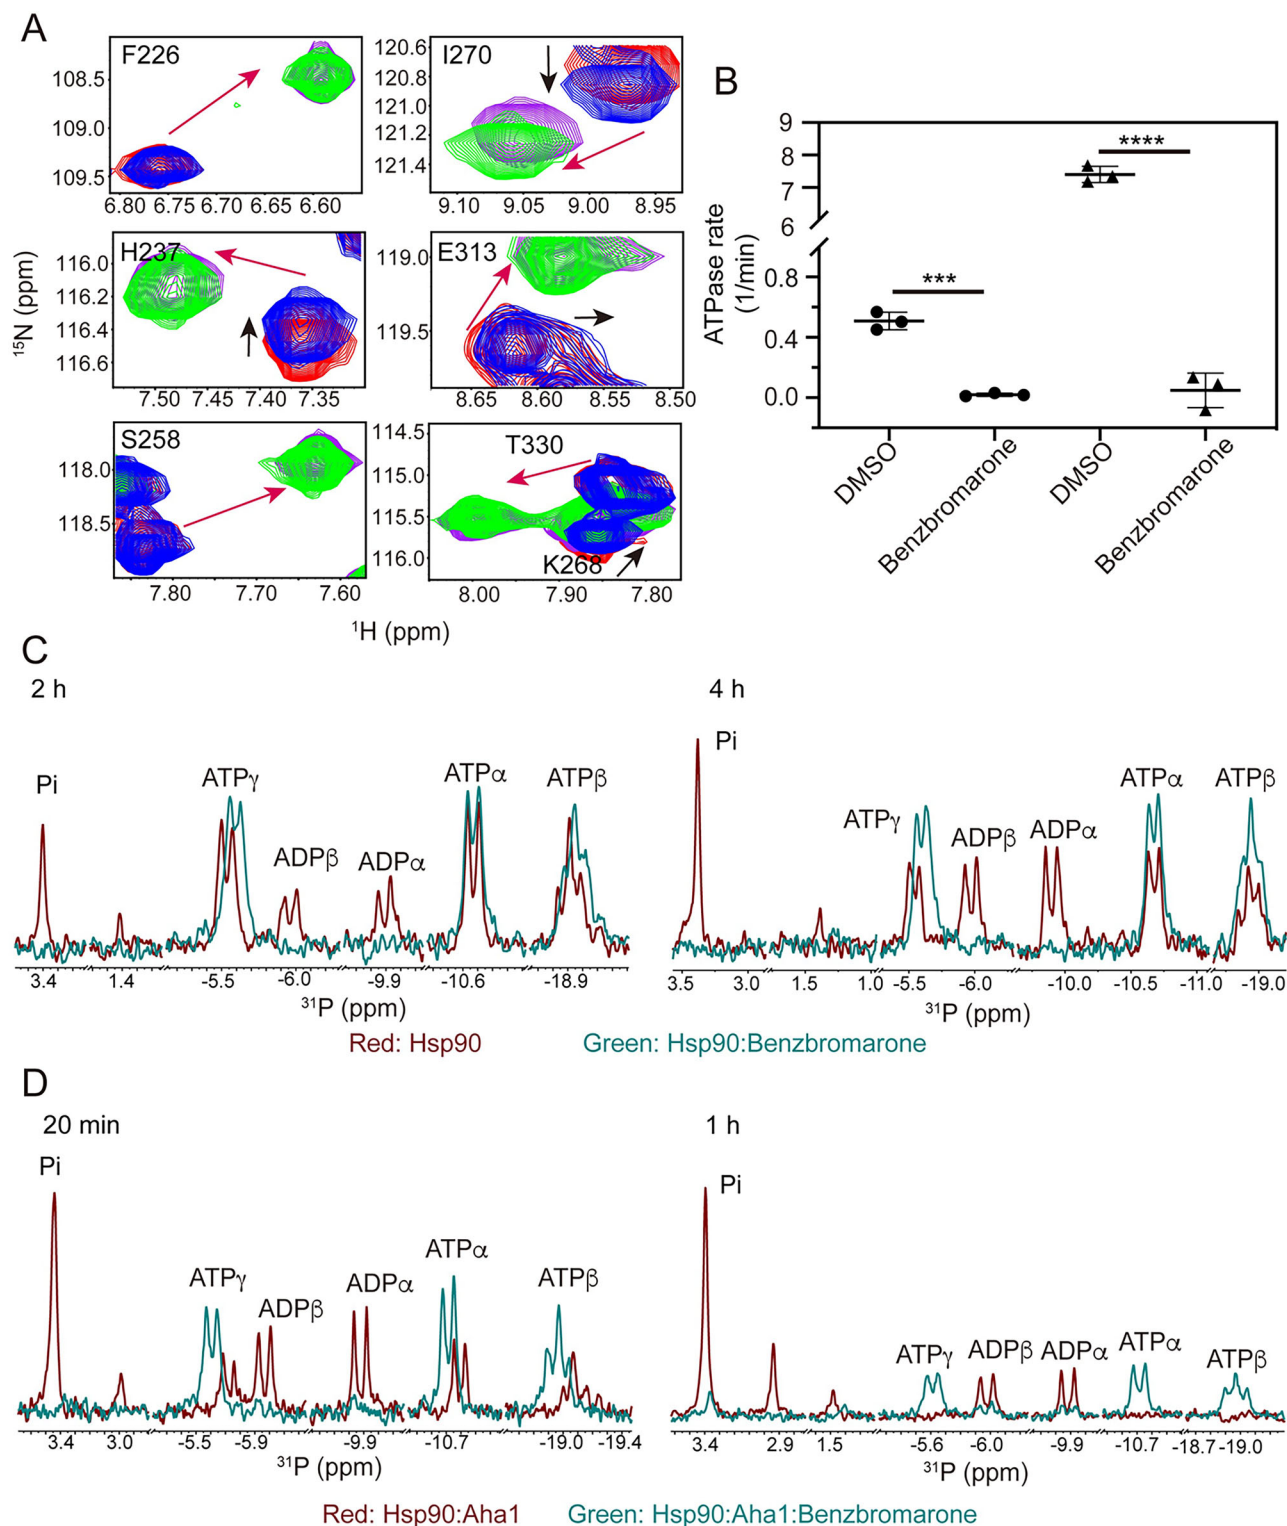 A
F226
108.5
109.0
109.5
6.80 6.75 6.70 6.65 6.60
I270
120.6
120.8
121.0
121.2
121.4
9.10 9.05 9.00 8.95
H237
116.0
116.2
116.4
116.6
7.50 7.45 7.40 7.35
E313
119.0
119.5
8.65 8.60 8.55 8.50
S258
118.0
118.5
7.80 7.70 7.60
T330
K268
114.5
115.0
115.5
116.0
8.00 7.90 7.80
¹⁵N (ppm)
¹H (ppm)
B
9
8
7
6
0.8
0.4
0.0
ATPase rate
(1/min)
***
****
DMSO
Benzbromarone
DMSO
Benzbromarone
C
2 h
Pi
ATPγ
ADPβ
ADPα
ATPα
ATPβ
3.4 1.4 -5.5 -6.0 -9.9 -10.6 -18.9
³¹P (ppm)
4 h
Pi
ATPγ
ADPβ
ADPα
ATPα
ATPβ
3.5 3.0 1.5 1.0 -5.5 -6.0 -10.0 -10.5 -11.0 -19.0
³¹P (ppm)
Red: Hsp90 Green: Hsp90:Benzbromarone
D
20 min
Pi
ATPγ
ADPβ
ADPα
ATPα
ATPβ
3.4 3.0 -5.5 -5.9 -9.9 -10.7 -19.0 -19.4
³¹P (ppm)
1 h
Pi
ATPγ
ADPβ
ADPα
ATPα
ATPβ
3.4 2.9 1.5 -5.6 -6.0 -9.9 -10.7 -18.7 -19.0
³¹P (ppm)
Red: Hsp90:Aha1 Green: Hsp90:Aha1:Benzbromarone